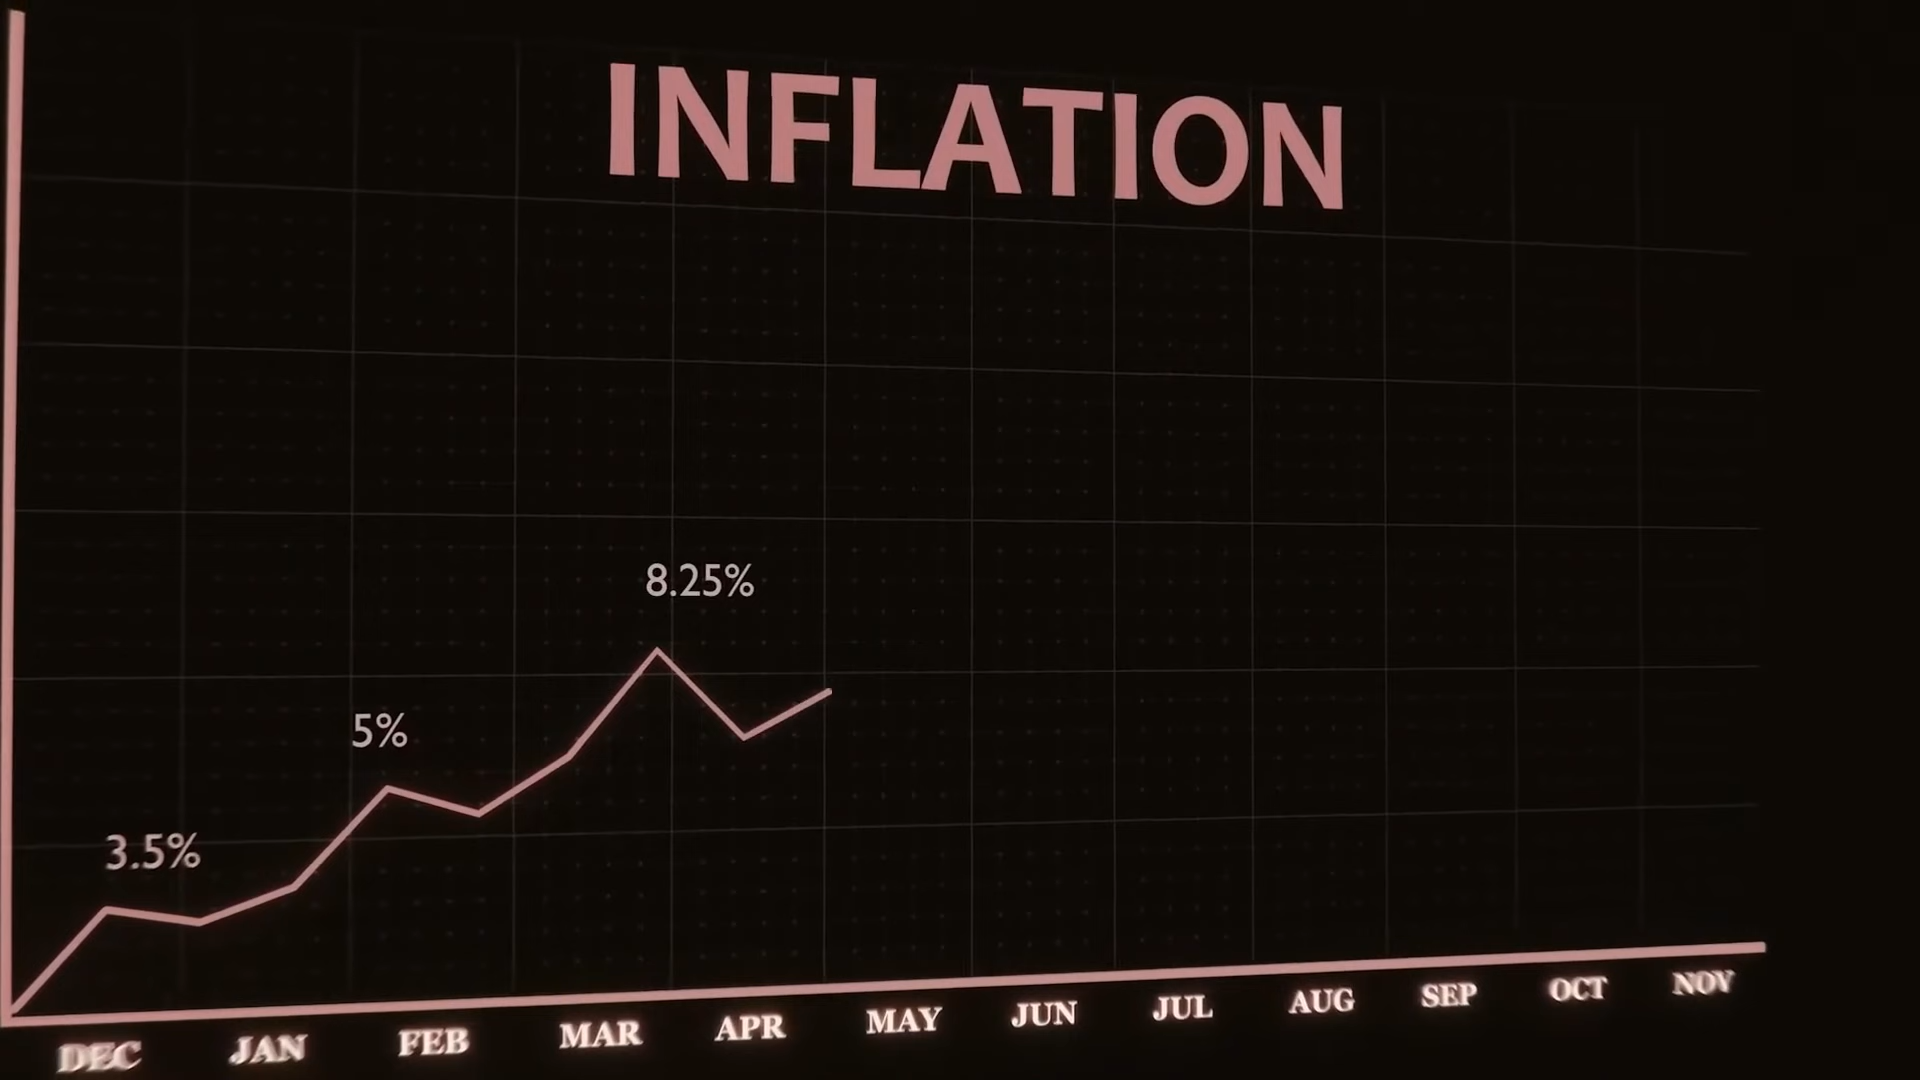 INFLATION
8.25%
5%
3.5%
DEC JAN FEB MAR APR MAY JUN JUL AUG SEP OCT NOV